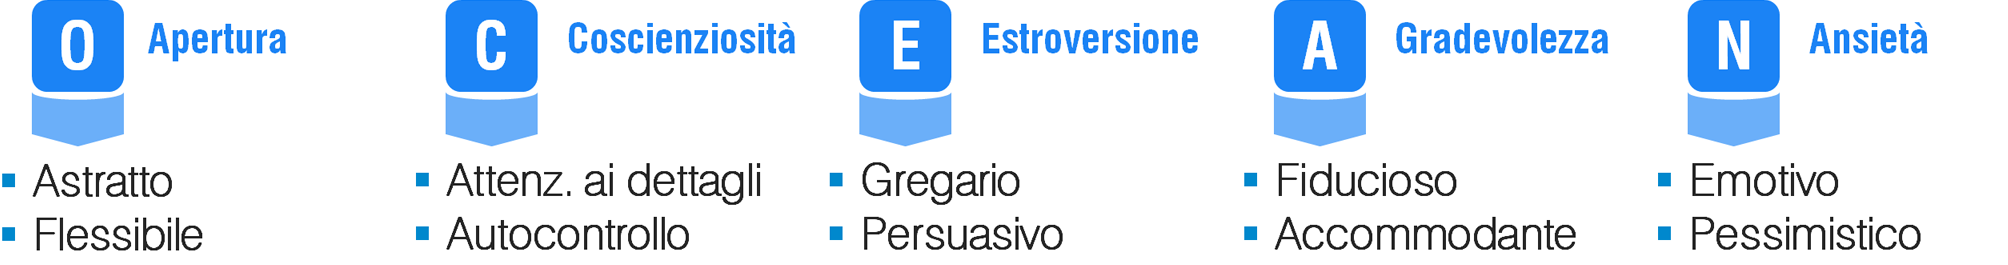 O Apertura
Astratto
Flessibile
C Coscienziosità
Attenz. ai dettagli
Autocontrollo
E Estroversione
Gregario
Persuasivo
A Gradevolezza
Fiducioso
Accommodante
N Ansietà
Emotivo
Pessimistico